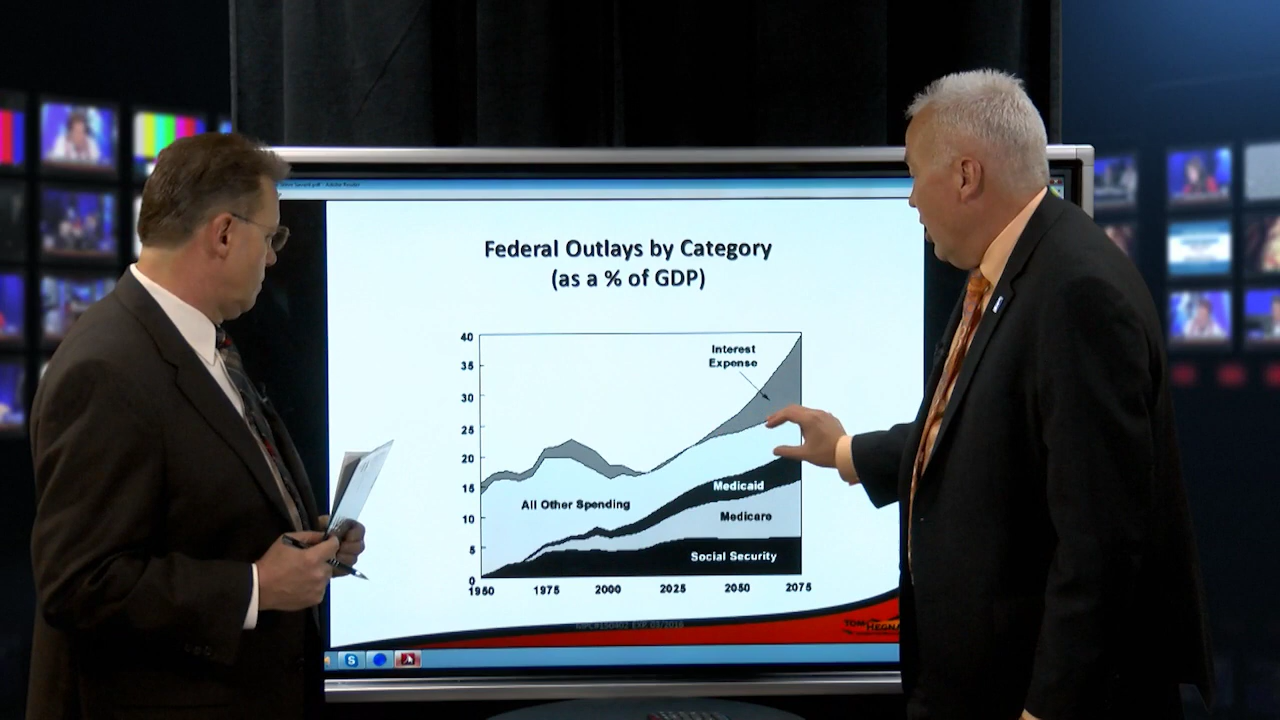 Federal Outlays by Category
(as a % of GDP)
40
35
30
25
20
15
10
5
0
Interest
Expense
All Other Spending
Medicaid
Medicare
Social Security
1950
1975
2000
2025
2050
2075
TOM
S